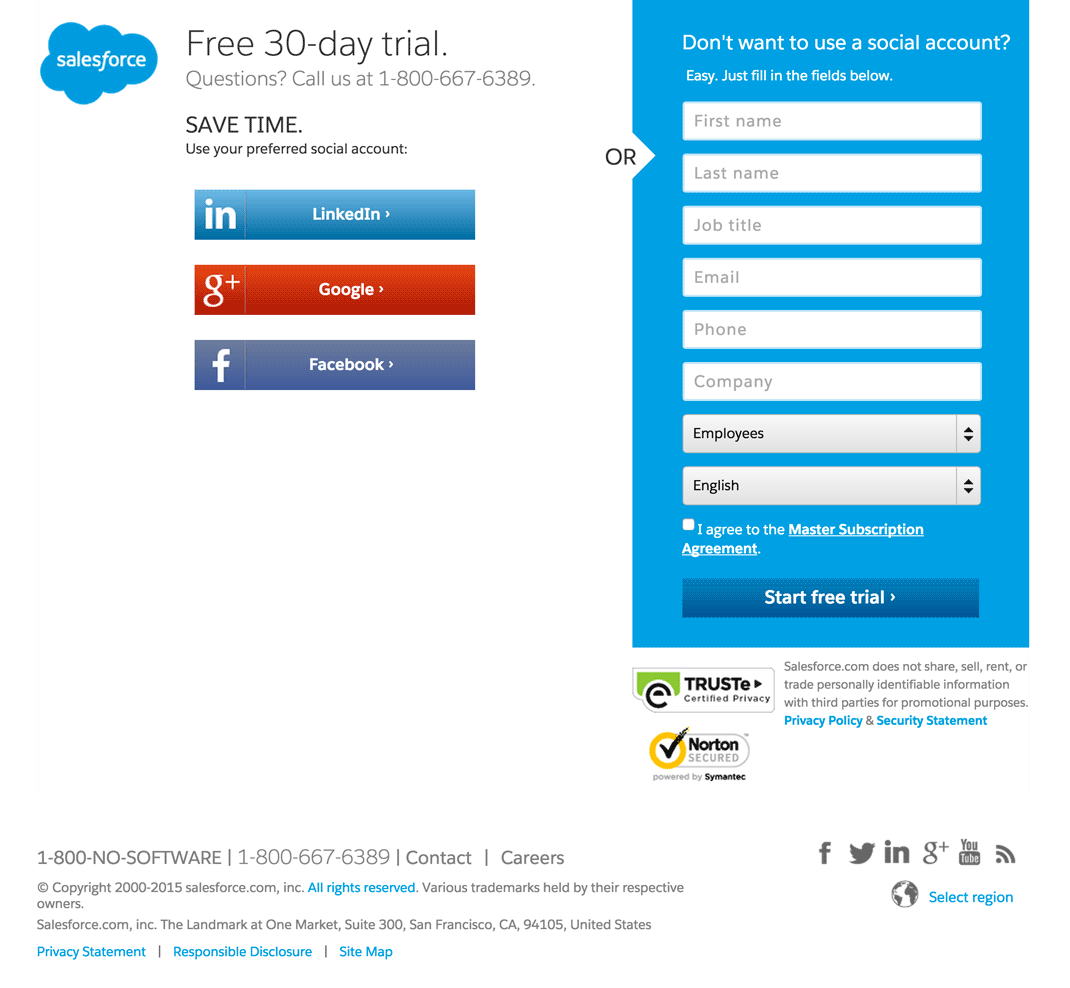 salesforce
Free 30-day trial.
Questions? Call us at 1-800-667-6389.
SAVE TIME.
Use your preferred social account:
in LinkedIn ›
g+ Google ›
f Facebook ›
OR
Don't want to use a social account?
Easy. Just fill in the fields below.
First name
Last name
Job title
Email
Phone
Company
Employees
English
I agree to the Master Subscription
Agreement.
Start free trial ›
TRUSTe
Certified Privacy
Norton
SECURED
powered by Symantec
Salesforce.com does not share, sell, rent, or
trade personally identifiable information
with third parties for promotional purposes.
Privacy Policy & Security Statement
1-800-NO-SOFTWARE | 1-800-667-6389 | Contact | Careers
f in g+ You Tube
© Copyright 2000-2015 salesforce.com, inc. All rights reserved. Various trademarks held by their respective
owners.
Select region
Salesforce.com, inc. The Landmark at One Market, Suite 300, San Francisco, CA, 94105, United States
Privacy Statement | Responsible Disclosure | Site Map